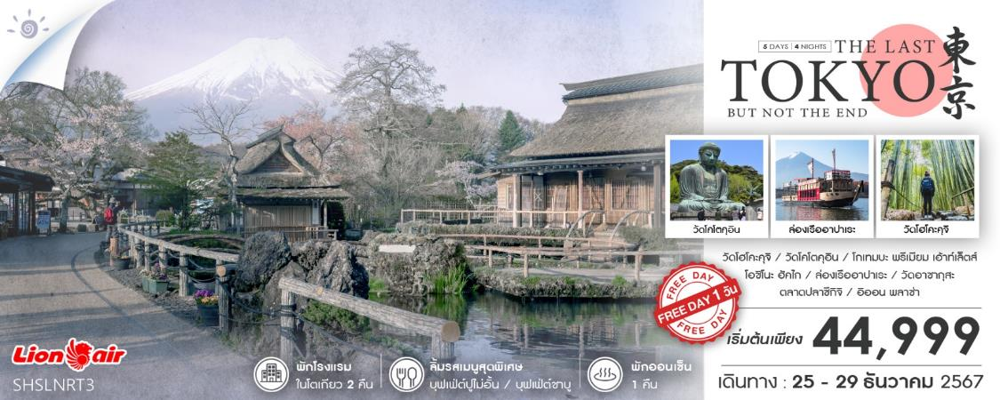 5 DAYS | 4 NIGHTS THE LAST
TOKYO
BUT NOT THE END
東京
วัดโคโตคุอิน
ล่องเรืออาปาเระ
วัดโฮโคะคุจิ
วัดโฮโคะคุจิ / วัดโคโตคุอิน / โกเทมบะ พรีเมียม เอ้าท์เล็ตส์
โอชิโนะ ฮัคไก / ล่องเรืออาปาเระ / วัดอาซากุสะ
ตลาดปลาซึกิจิ / อิออน พลาซ่า
FREE DAY
FREE DAY 1 วัน
FREE DAY
เริ่มต้นเพียง 44,999
เดินทาง : 25 - 29 ธันวาคม 2567
Lion air
SHSLNRT3
พักโรงแรม
ในโตเกียว 2 คืน
ลิ้มรสเมนูสุดพิเศษ
บุฟเฟ่ต์ปูไม่อั้น / บุฟเฟ่ต์ชาบู
พักออนเซ็น
1 คืน